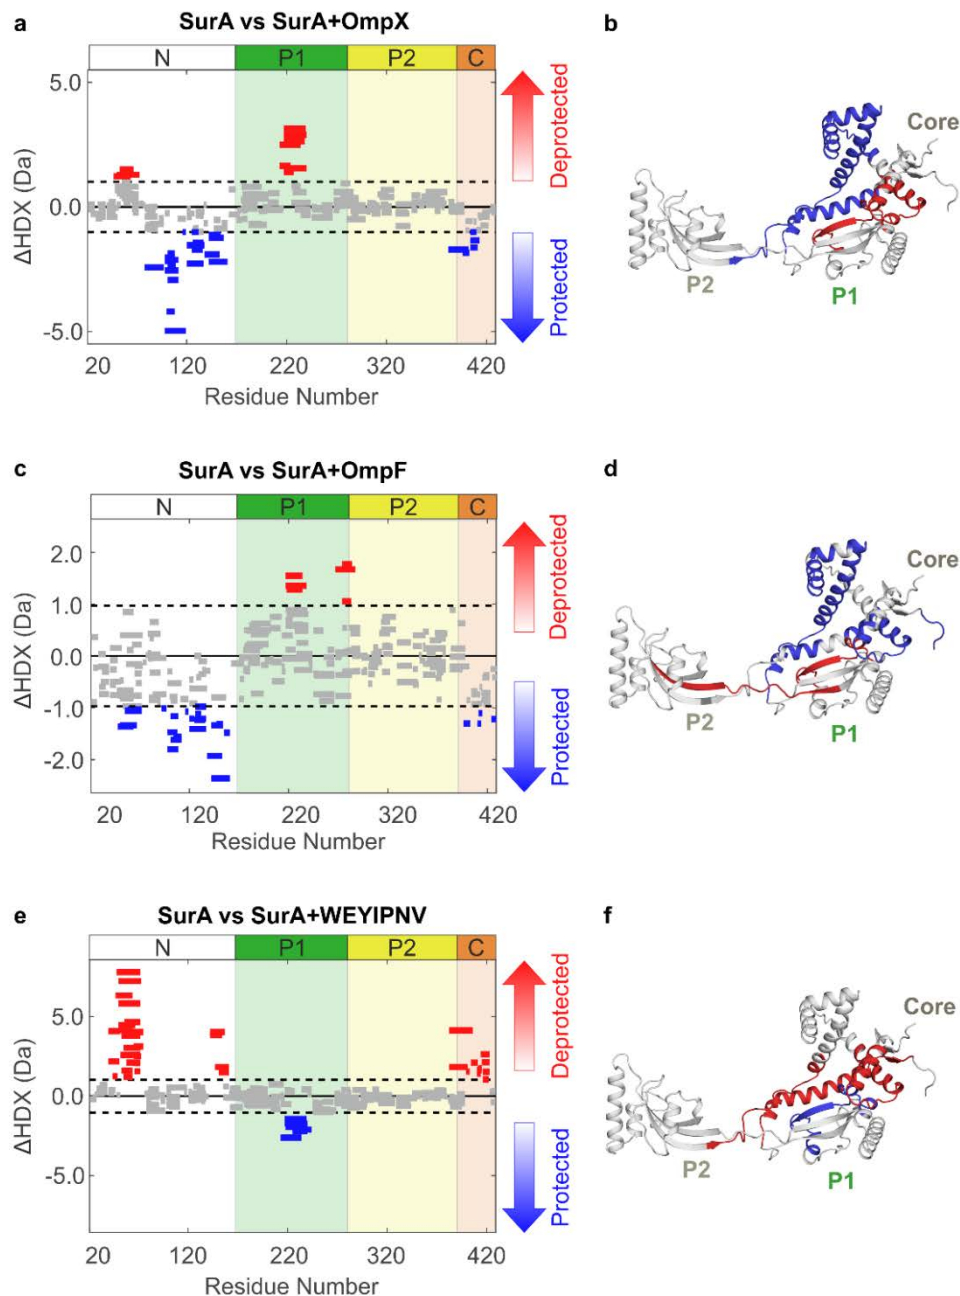 a
SurA vs SurA+OmpX
b
N
P1
P2
C
5.0
0.0
-5.0
ΔHDX (Da)
20
120
220
320
420
Residue Number
Deprotected
Protected
Core
P2
P1
c
SurA vs SurA+OmpF
d
N
P1
P2
C
2.0
1.0
0.0
-1.0
-2.0
ΔHDX (Da)
20
120
220
320
420
Residue Number
Deprotected
Protected
Core
P2
P1
e
SurA vs SurA+WEYIPNV
f
N
P1
P2
C
5.0
0.0
-5.0
ΔHDX (Da)
20
120
220
320
420
Residue Number
Deprotected
Protected
Core
P2
P1